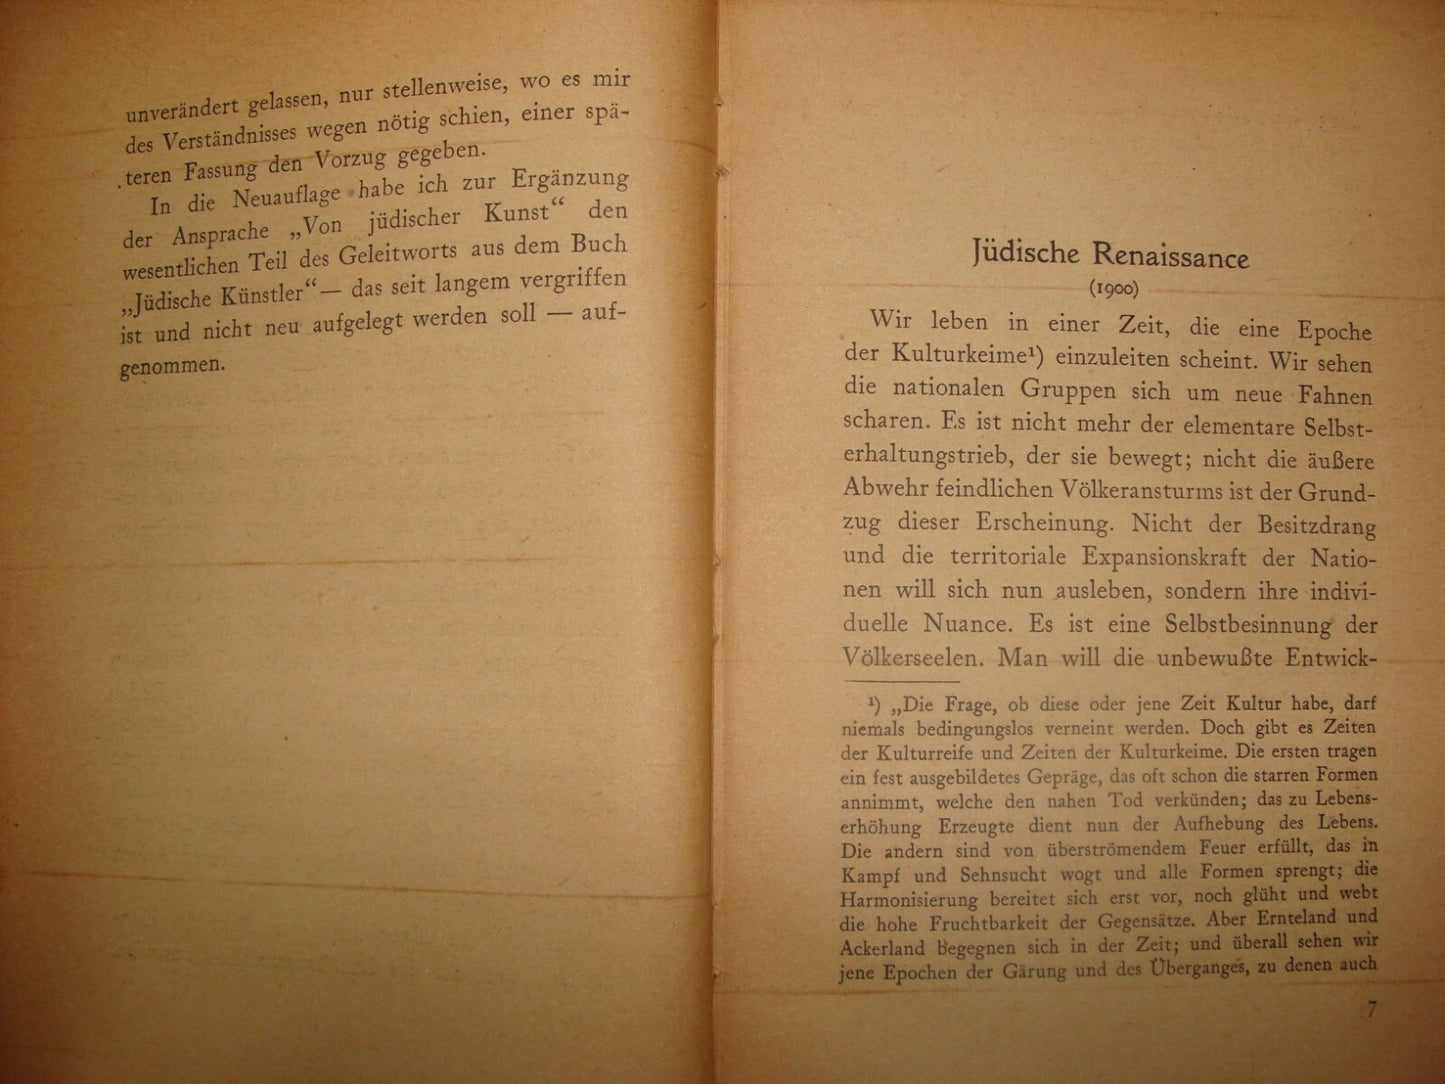 unverändert gelassen, nur stellenweise, wo es mir
des Verständnisses wegen nötig schien, einer spä-
teren Fassung den Vorzug gegeben.
In die Neuauflage habe ich zur Ergänzung
der Ansprache „Von jüdischer Kunst“ den
wesentlichen Teil des Geleitworts aus dem Buch
„Jüdische Künstler“ — das seit langem vergriffen
ist und nicht neu aufgelegt werden soll — auf-
genommen.
Jüdische Renaissance
(1900)
Wir leben in einer Zeit, die eine Epoche
der Kulturkeime¹) einzuleiten scheint. Wir sehen
die nationalen Gruppen sich um neue Fahnen
scharen. Es ist nicht mehr der elementare Selbst-
erhaltungstrieb, der sie bewegt; nicht die äußere
Abwehr feindlichen Völkeransturms ist der Grund-
zug dieser Erscheinung. Nicht der Besitzdrang
und die territoriale Expansionskraft der Natio-
nen will sich nun ausleben, sondern ihre indivi-
duelle Nuance. Es ist eine Selbstbesinnung der
Völkerseelen. Man will die unbewußte Entwick-
¹) „Die Frage, ob diese oder jene Zeit Kultur habe, darf
niemals bedingungslos verneint werden. Doch gibt es Zeiten
der Kulturreife und Zeiten der Kulturkeime. Die ersten tragen
ein fest ausgebildetes Gepräge, das oft schon die starren Formen
annimmt, welche den nahen Tod verkünden; das zu Lebens-
erhöhung Erzeugte dient nun der Aufhebung des Lebens.
Die andern sind von überströmendem Feuer erfüllt, das in
Kampf und Sehnsucht wogt und alle Formen sprengt; die
Harmonisierung bereitet sich erst vor, noch glüht und webt
die hohe Fruchtbarkeit der Gegensätze. Aber Ernteland und
Ackerland begegnen sich in der Zeit; und überall sehen wir
jene Epochen der Gärung und des Überganges, zu denen auch
7